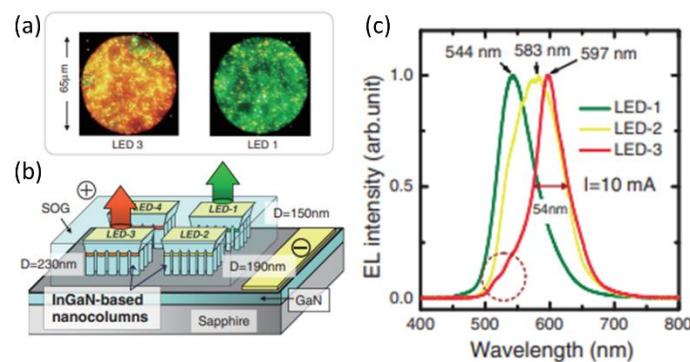 (a)
65μm
LED 3
LED 1
(b)
SOG
LED-4
LED-1
D=150nm
LED-3
LED-2
D=230nm
D=190nm
InGaN-based
nanocolumns
GaN
Sapphire
(c)
544 nm
583 nm
597 nm
LED-1
LED-2
LED-3
I=10 mA
54nm
EL intensity (arb.unit)
1.0
0.5
0.0
400 500 600 700 800
Wavelength (nm)